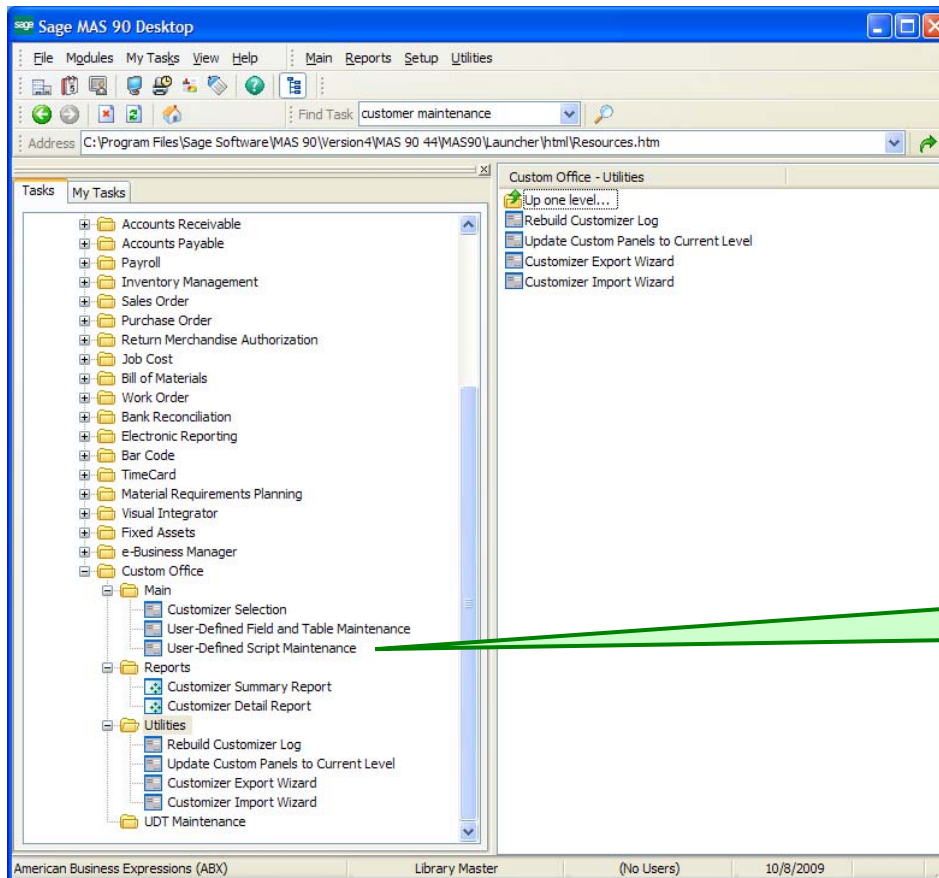 sage Sage MAS 90 Desktop
File Modules My Tasks View Help Main Reports Setup Utilities
Find Task customer maintenance
Address C:\Program Files\Sage Software\MAS 90\Version4\MAS 90 44\MAS90\Launcher\html\Resources.htm
Tasks My Tasks
Accounts Receivable
Accounts Payable
Payroll
Inventory Management
Sales Order
Purchase Order
Return Merchandise Authorization
Job Cost
Bill of Materials
Work Order
Bank Reconciliation
Electronic Reporting
Bar Code
TimeCard
Material Requirements Planning
Visual Integrator
Fixed Assets
e-Business Manager
Custom Office
Main
Customizer Selection
User-Defined Field and Table Maintenance
User-Defined Script Maintenance
Reports
Customizer Summary Report
Customizer Detail Report
Utilities
Rebuild Customizer Log
Update Custom Panels to Current Level
Customizer Export Wizard
Customizer Import Wizard
UDT Maintenance
Custom Office - Utilities
Up one level...
Rebuild Customizer Log
Update Custom Panels to Current Level
Customizer Export Wizard
Customizer Import Wizard
American Business Expressions (ABX) Library Master (No Users) 10/8/2009